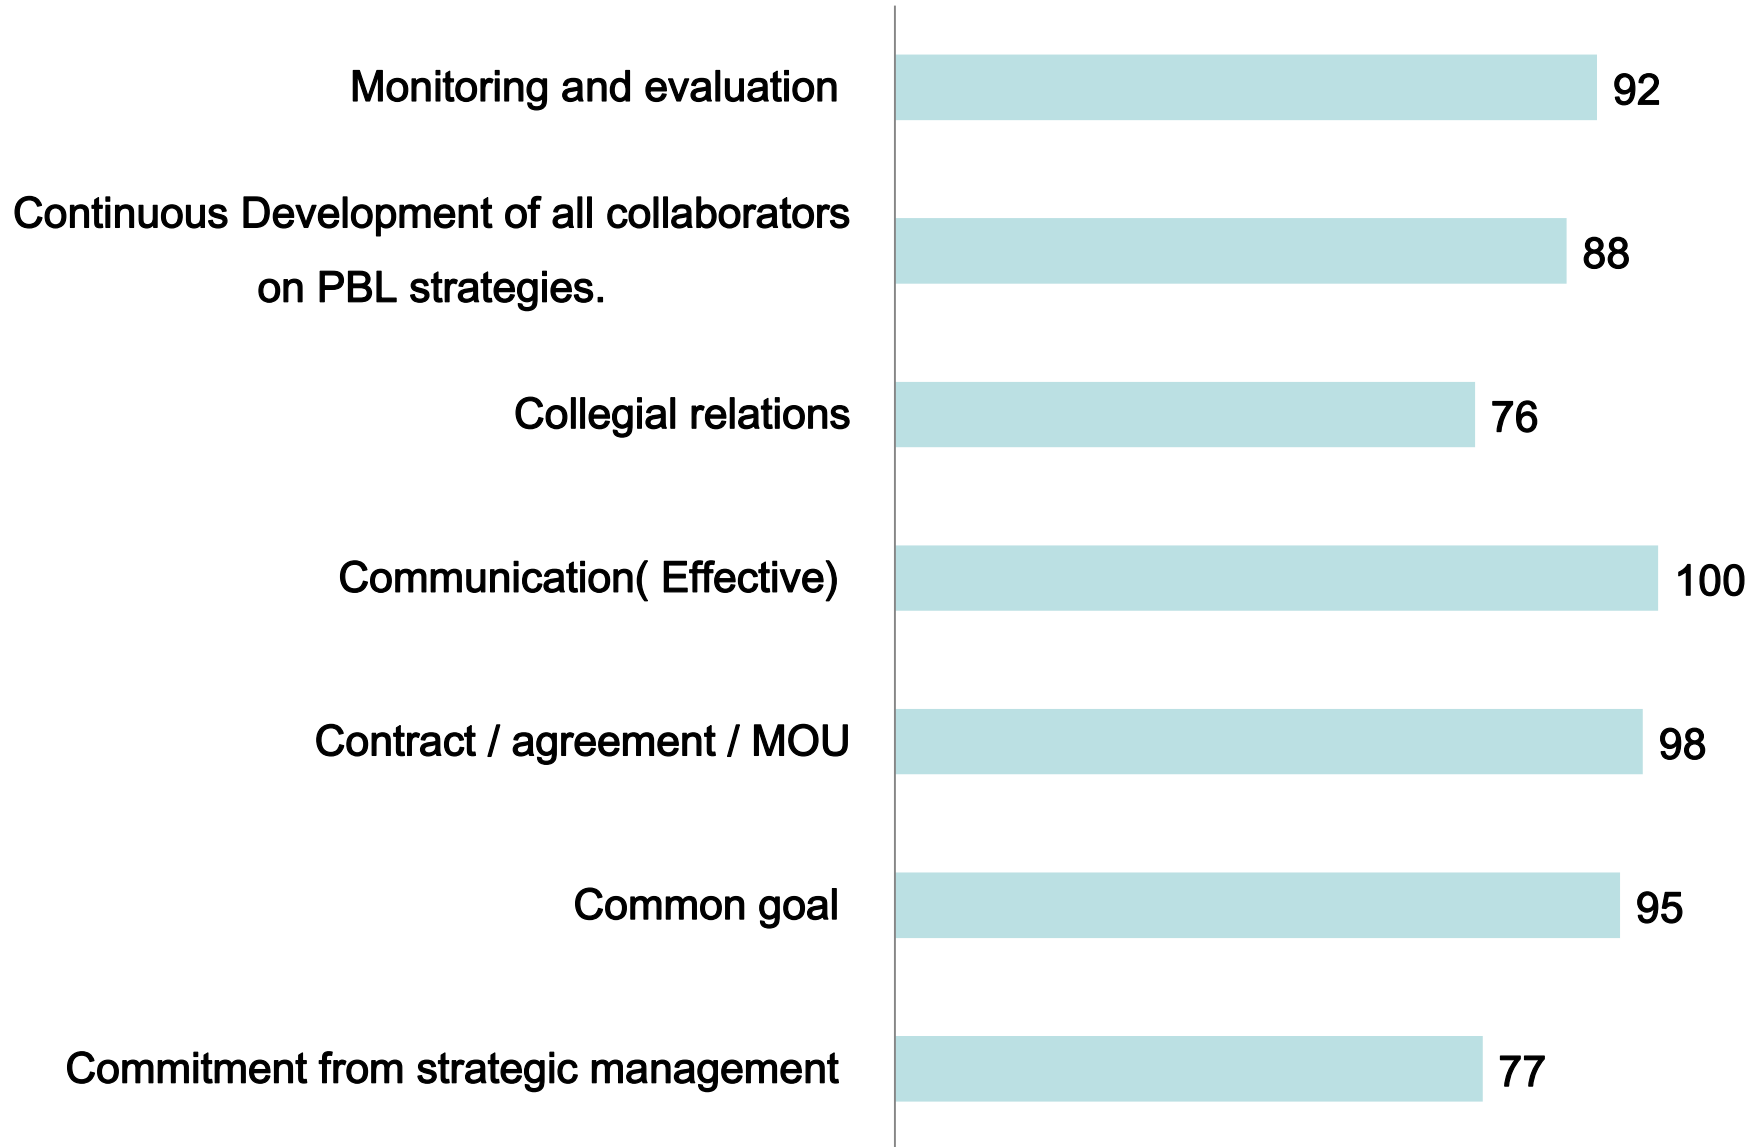 Monitoring and evaluation
92
Continuous Development of all collaborators
on PBL strategies.
88
Collegial relations
76
Communication( Effective)
100
Contract / agreement / MOU
98
Common goal
95
Commitment from strategic management
77